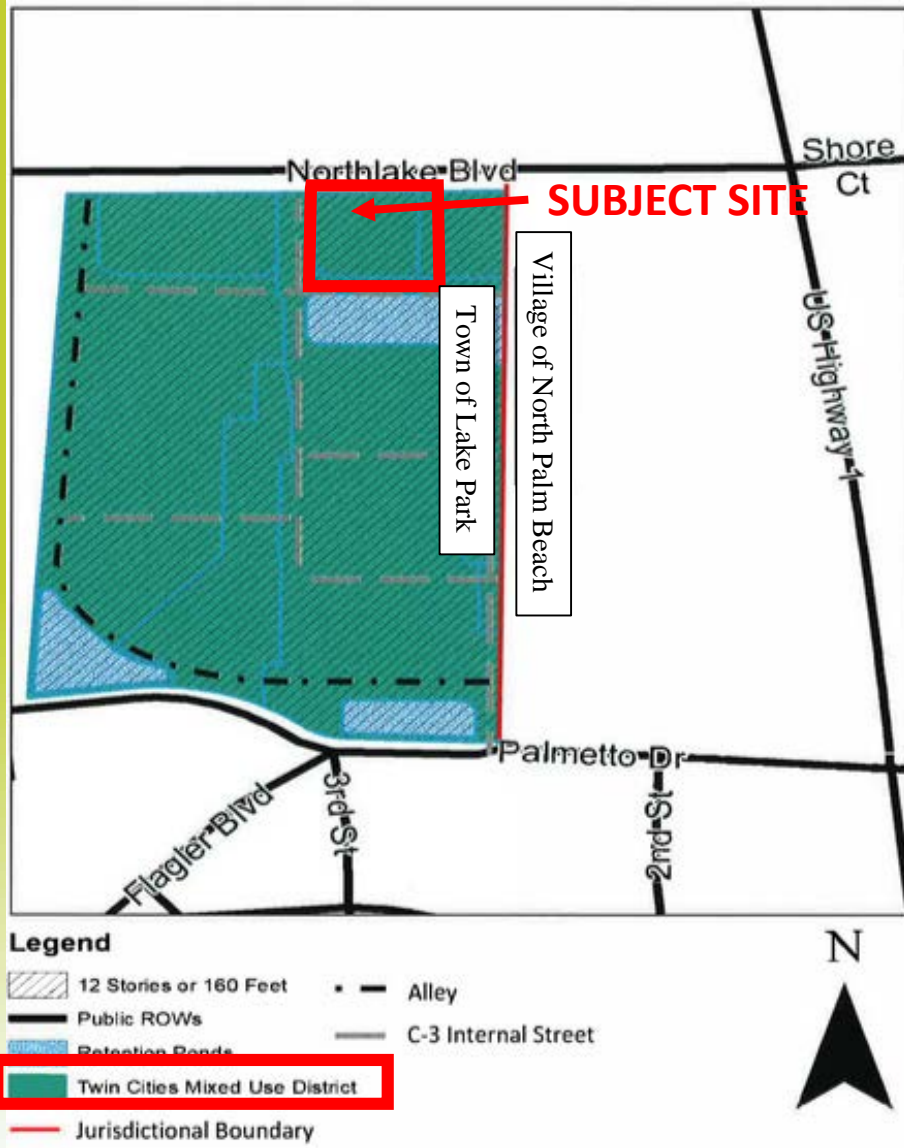 Northlake Blvd
Shore
Ct
SUBJECT SITE
Village of North Palm Beach
Town of Lake Park
US Highway 1
Palmetto Dr
Flagler Blvd
3rd St
2nd St
Legend
N
12 Stories or 160 Feet
Alley
Public ROWs
C-3 Internal Street
Retention Ponds
Twin Cities Mixed Use District
Jurisdictional Boundary